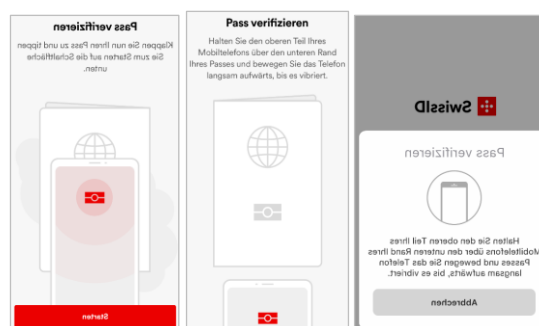 Pass verifizieren
Klappen Sie nun Ihren Pass zu und tippen
Sie zum Starten auf die Schaltfläche
unten.
Starten
Pass verifizieren
Halten Sie den oberen Teil Ihres
Mobiltelefons über den unteren Rand
Ihres Passes und bewegen Sie das Telefon
langsam aufwärts, bis es vibriert.
SwissID
Pass verifizieren
Halten Sie den oberen Teil Ihres
Mobiltelefons über den unteren Rand Ihres
Passes und bewegen Sie das Telefon
langsam aufwärts, bis es vibriert.
Abbrechen